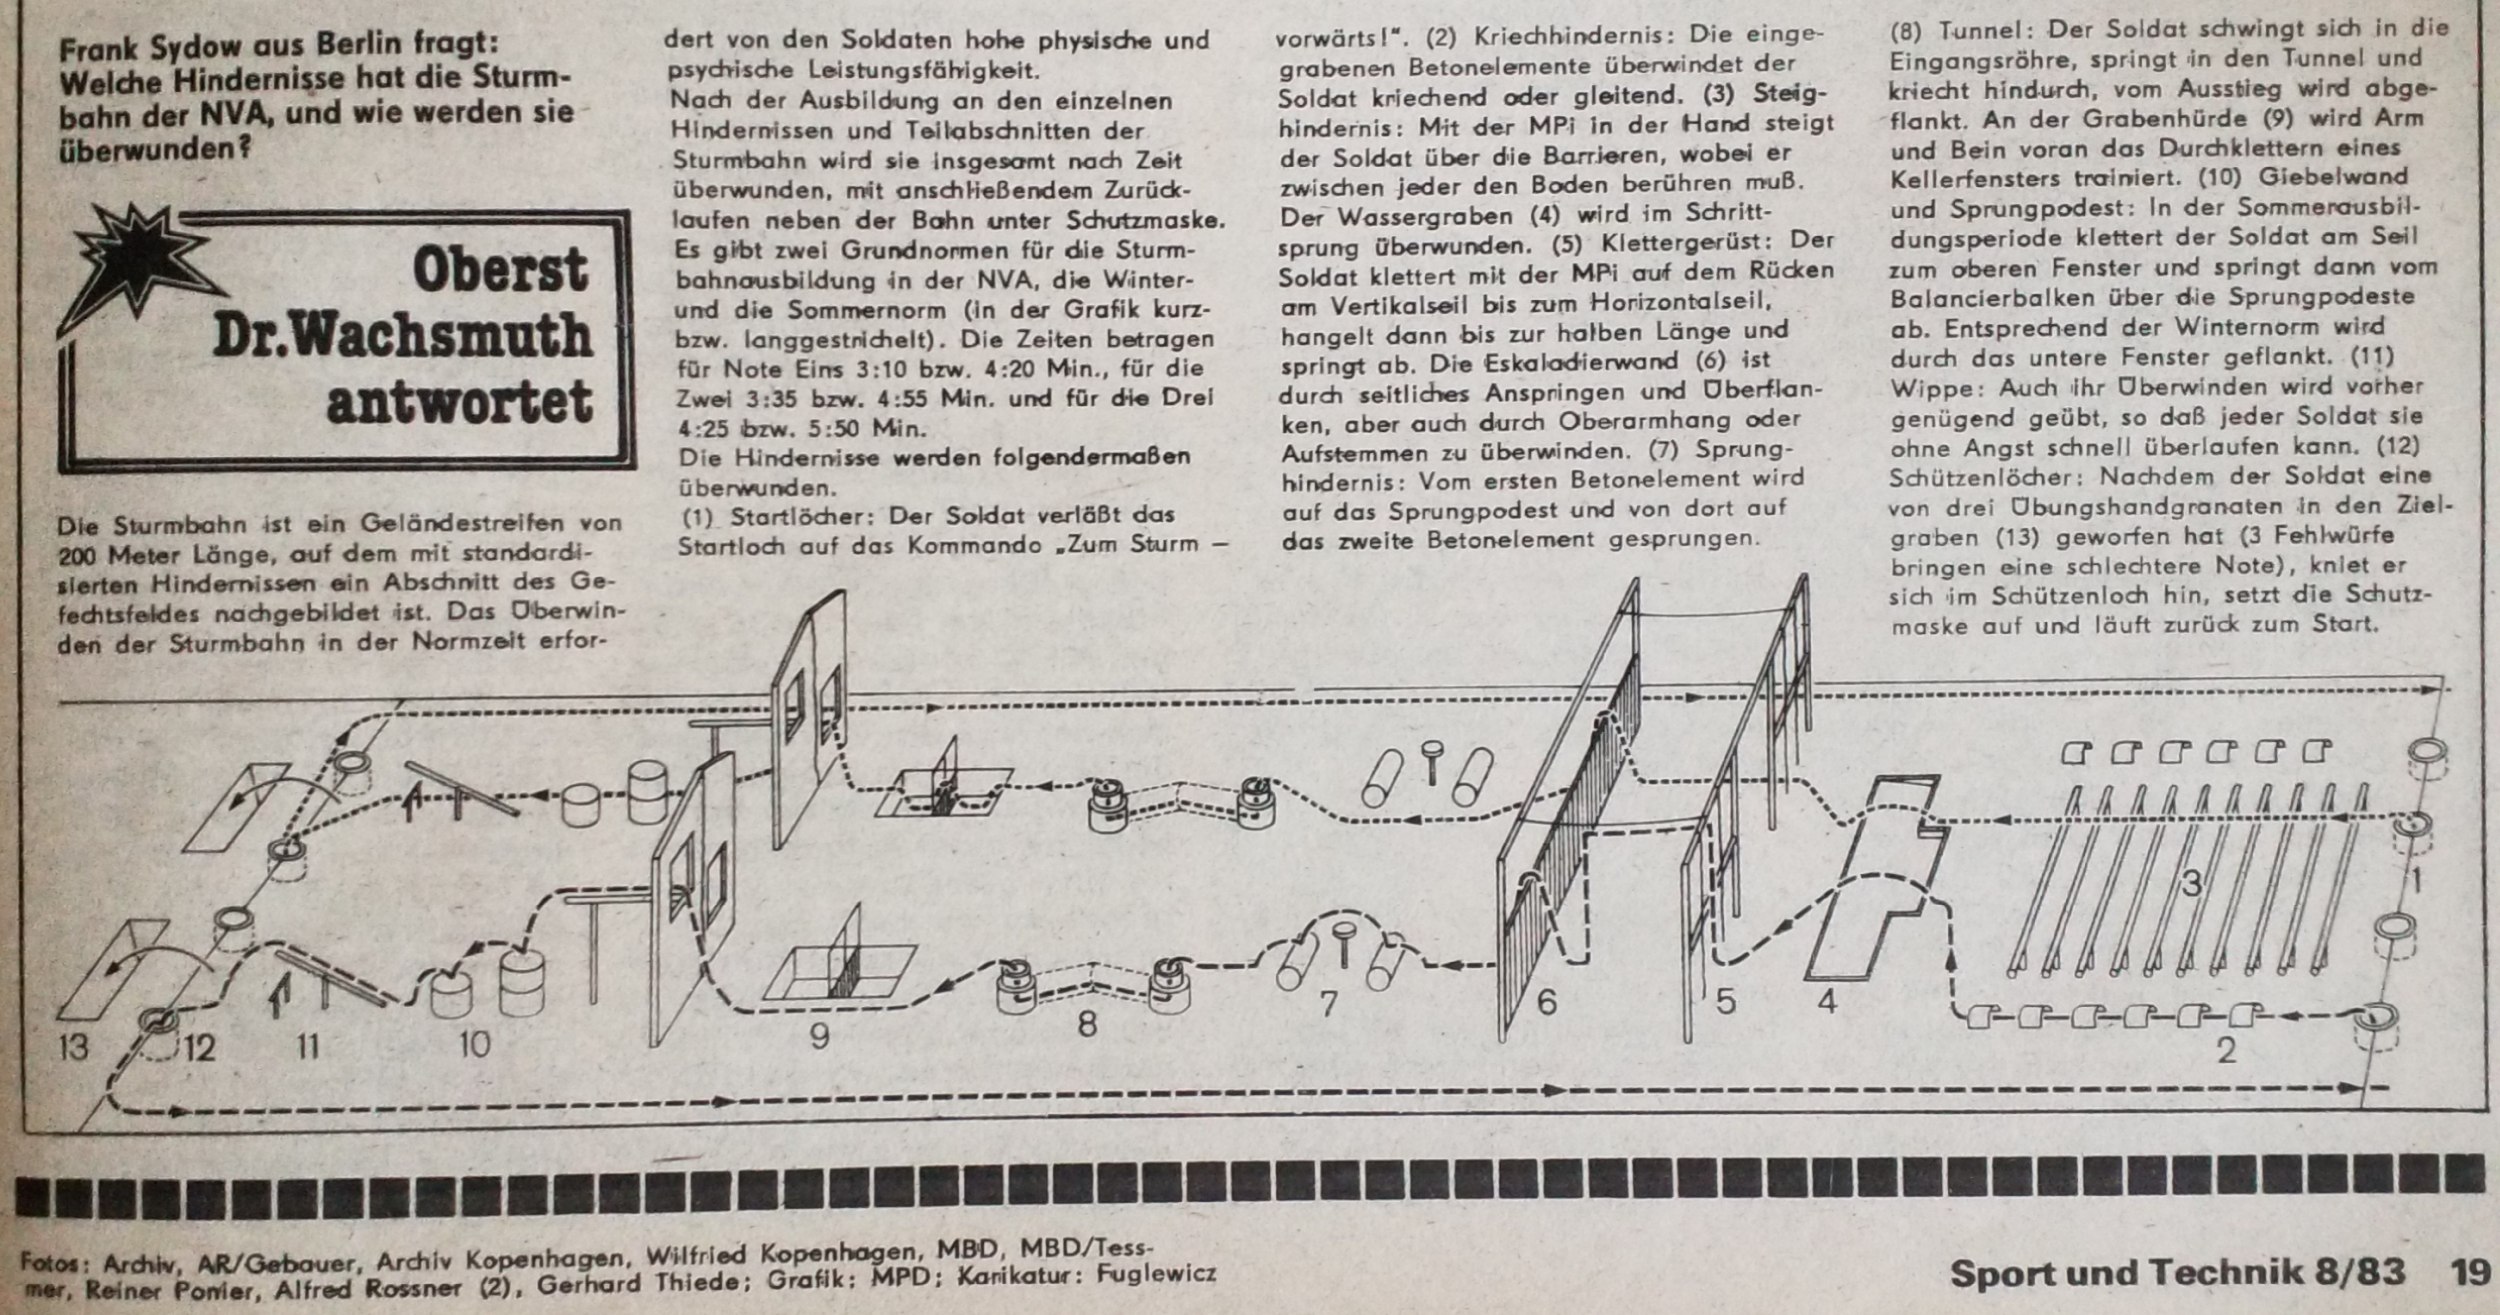 Frank Sydow aus Berlin fragt:
Welche Hindernisse hat die Sturm-
bahn der NVA, und wie werden sie
überwunden?
Oberst
Dr.Wachsmuth
antwortet
Die Sturmbahn ist ein Geländestreifen von
200 Meter Länge, auf dem mit standardi-
sierten Hindernissen ein Abschnitt des Ge-
fechtsfeldes nachgebildet ist. Das Überwin-
den der Sturmbahn in der Normzeit erfor-
dert von den Soldaten hohe physische und
psychische Leistungsfähigkeit.
Nach der Ausbildung an den einzelnen
Hindernissen und Teilabschnitten der
Sturmbahn wird sie insgesamt nach Zeit
überwunden, mit anschließendem Zurück-
laufen neben der Bahn unter Schutzmaske.
Es gibt zwei Grundnormen für die Sturm-
bahnausbildung in der NVA, die Winter-
und die Sommernorm (in der Grafik kurz-
bzw. langgestrichelt). Die Zeiten betragen
für Note Eins 3:10 bzw. 4:20 Min., für die
Zwei 3:35 bzw. 4:55 Min. und für die Drei
4:25 bzw. 5:50 Min.
Die Hindernisse werden folgendermaßen
überwunden.
(1) Startlöcher: Der Soldat verläßt das
Startloch auf das Kommando „Zum Sturm –
vorwärts!". (2) Kriechhindernis: Die einge-
grabenen Betonelemente überwindet der
Soldat kriechend oder gleitend. (3) Steig-
hindernis: Mit der MPi in der Hand steigt
der Soldat über die Barrieren, wobei er
zwischen jeder den Boden berühren muß.
Der Wassergraben (4) wird im Schritt-
sprung überwunden. (5) Klettergerüst: Der
Soldat klettert mit der MPi auf dem Rücken
am Vertikalseil bis zum Horizontalseil,
hangelt dann bis zur halben Länge und
springt ab. Die Eskaladierwand (6) ist
durch seitliches Anspringen und Überflan-
ken, aber auch durch Oberarmhang oder
Aufstemmen zu überwinden. (7) Sprung-
hindernis: Vom ersten Betonelement wird
auf das Sprungpodest und von dort auf
das zweite Betonelement gesprungen.
(8) Tunnel: Der Soldat schwingt sich in die
Eingangsröhre, springt in den Tunnel und
kriecht hindurch, vom Ausstieg wird abge-
flankt. An der Grabenhürde (9) wird Arm
und Bein voran das Durchklettern eines
Kellerfensters trainiert. (10) Giebelwand
und Sprungpodest: In der Sommerausbil-
dungsperiode klettert der Soldat am Seil
zum oberen Fenster und springt dann vom
Balancierbalken über die Sprungpodeste
ab. Entsprechend der Winternorm wird
durch das untere Fenster geflankt. (11)
Wippe: Auch ihr Überwinden wird vorher
genügend geübt, so daß jeder Soldat sie
ohne Angst schnell überlaufen kann. (12)
Schützenlöcher: Nachdem der Soldat eine
von drei Übungshandgranaten in den Ziel-
graben (13) geworfen hat (3 Fehlwürfe
bringen eine schlechtere Note), kniet er
sich im Schützenloch hin, setzt die Schutz-
maske auf und läuft zurück zum Start.
13 12 11 10 9 8 7 6 5 4 3 2 1
Fotos: Archiv, AR/Gebauer, Archiv Kopenhagen, Wilfried Kopenhagen, MBD, MBD/Tess-
mer, Reiner Ponier, Alfred Rossner (2), Gerhard Thiede; Grafik: MPD; Karikatur: Fuglewicz
Sport und Technik 8/83 19